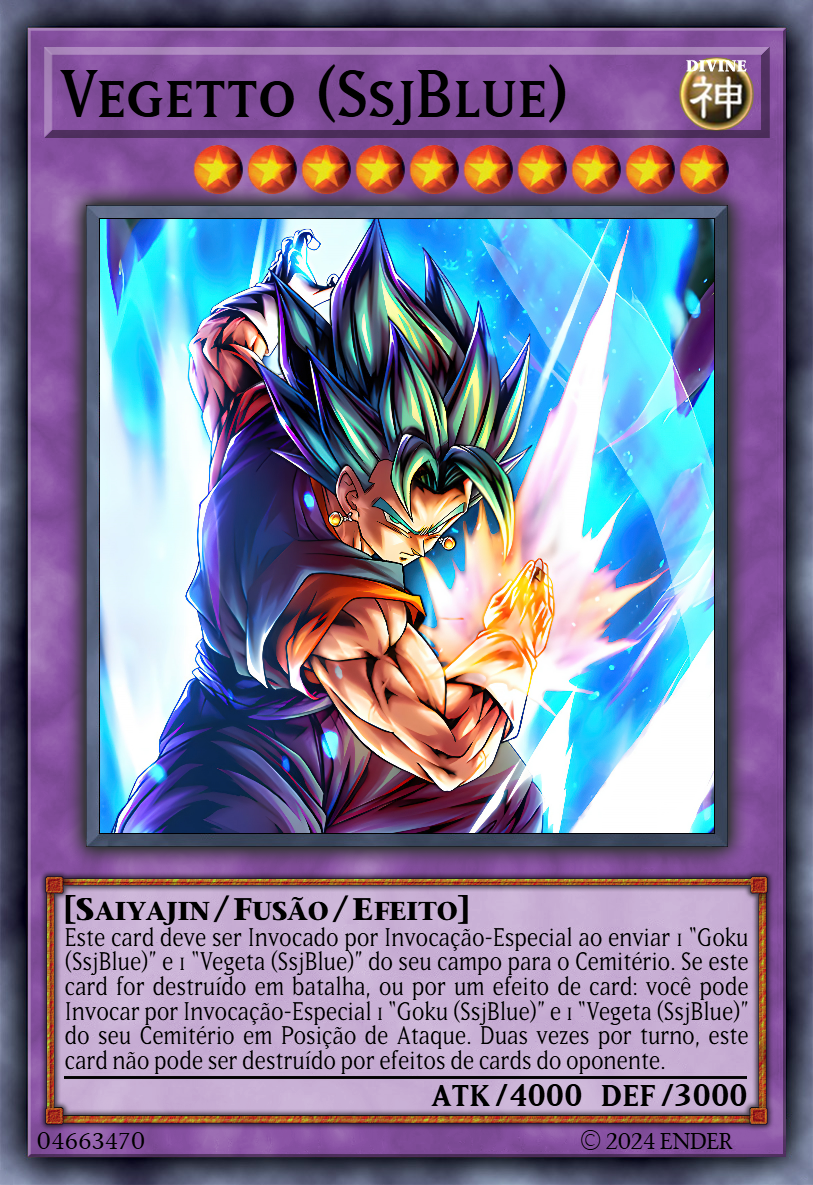 Vegetto (SsjBlue)
DIVINE
神
[Saiyajin/Fusão/Efeito]
Este card deve ser Invocado por Invocação-Especial ao enviar 1 "Goku
(SsjBlue)" e 1 "Vegeta (SsjBlue)" do seu campo para o Cemitério. Se este
card for destruído em batalha, ou por um efeito de card: você pode
Invocar por Invocação-Especial 1 "Goku (SsjBlue)" e 1 "Vegeta (SsjBlue)"
do seu Cemitério em Posição de Ataque. Duas vezes por turno, este
card não pode ser destruído por efeitos de cards do oponente.
ATK/4000 DEF/3000
04663470 © 2024 ENDER